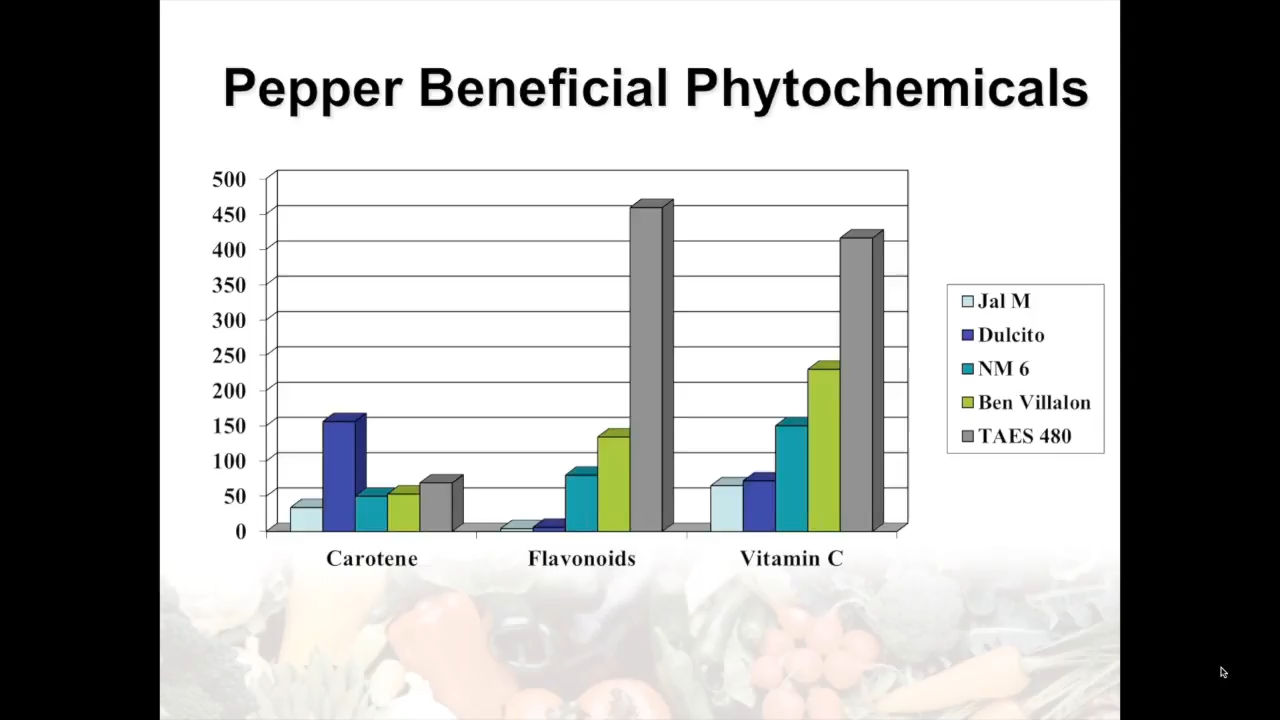 Pepper Beneficial Phytochemicals
500
450
400
350
300
250
200
150
100
50
0
Carotene Flavonoids Vitamin C
Jal M
Dulcito
NM 6
Ben Villalon
TAES 480